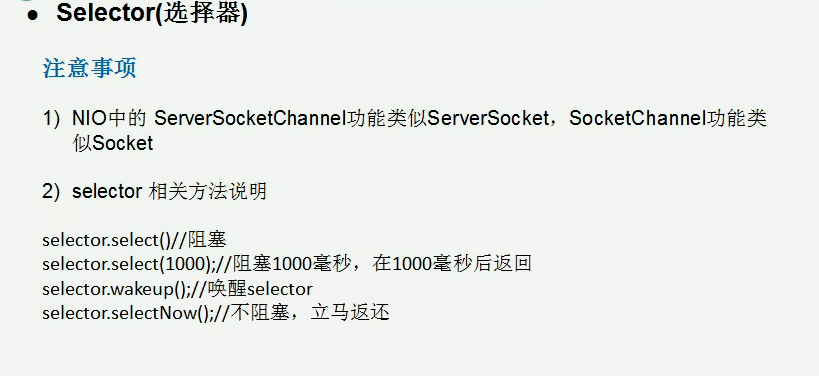 ● Selector(选择器)
注意事项
1) NIO中的 ServerSocketChannel功能类似ServerSocket，SocketChannel功能类
似Socket
2) selector 相关方法说明
selector.select()//阻塞
selector.select(1000);//阻塞1000毫秒，在1000毫秒后返回
selector.wakeup();//唤醒selector
selector.selectNow();//不阻塞，立马返还